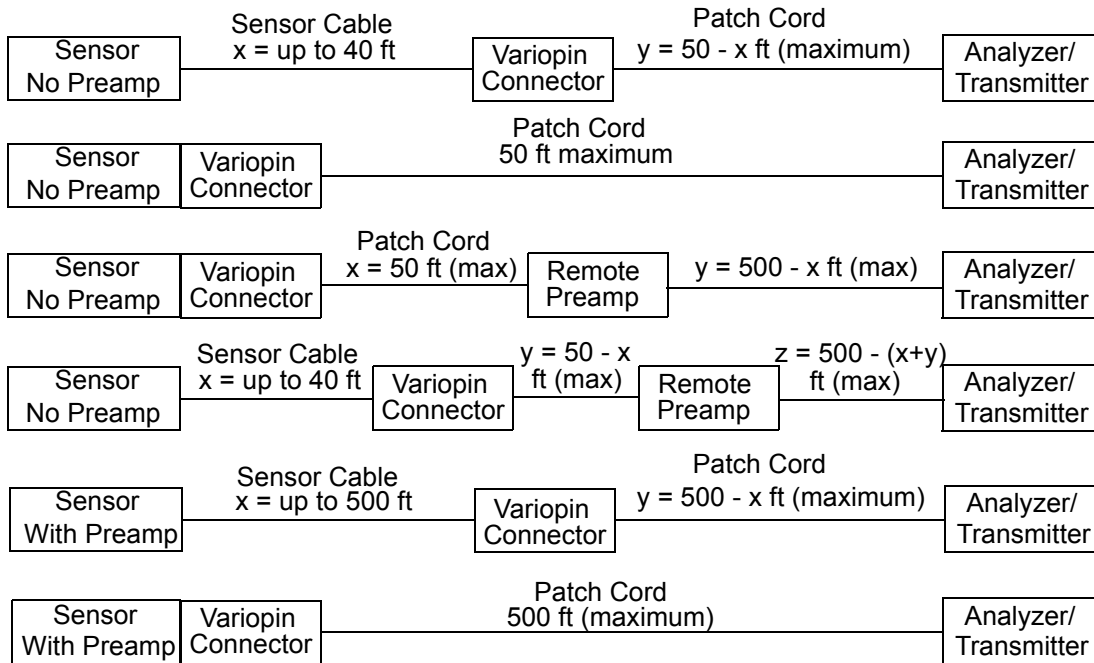 Sensor
No Preamp
Sensor Cable
x = up to 40 ft
Variopin
Connector
Patch Cord
y = 50 - x ft (maximum)
Analyzer/
Transmitter
Sensor
No Preamp
Variopin
Connector
Patch Cord
50 ft maximum
Analyzer/
Transmitter
Sensor
No Preamp
Variopin
Connector
Patch Cord
x = 50 ft (max)
Remote
Preamp
y = 500 - x ft (max)
Analyzer/
Transmitter
Sensor
No Preamp
Sensor Cable
x = up to 40 ft
Variopin
Connector
y = 50 - x
ft (max)
Remote
Preamp
z = 500 - (x+y)
ft (max)
Analyzer/
Transmitter
Sensor
With Preamp
Sensor Cable
x = up to 500 ft
Variopin
Connector
Patch Cord
y = 500 - x ft (maximum)
Analyzer/
Transmitter
Sensor
With Preamp
Variopin
Connector
Patch Cord
500 ft (maximum)
Analyzer/
Transmitter